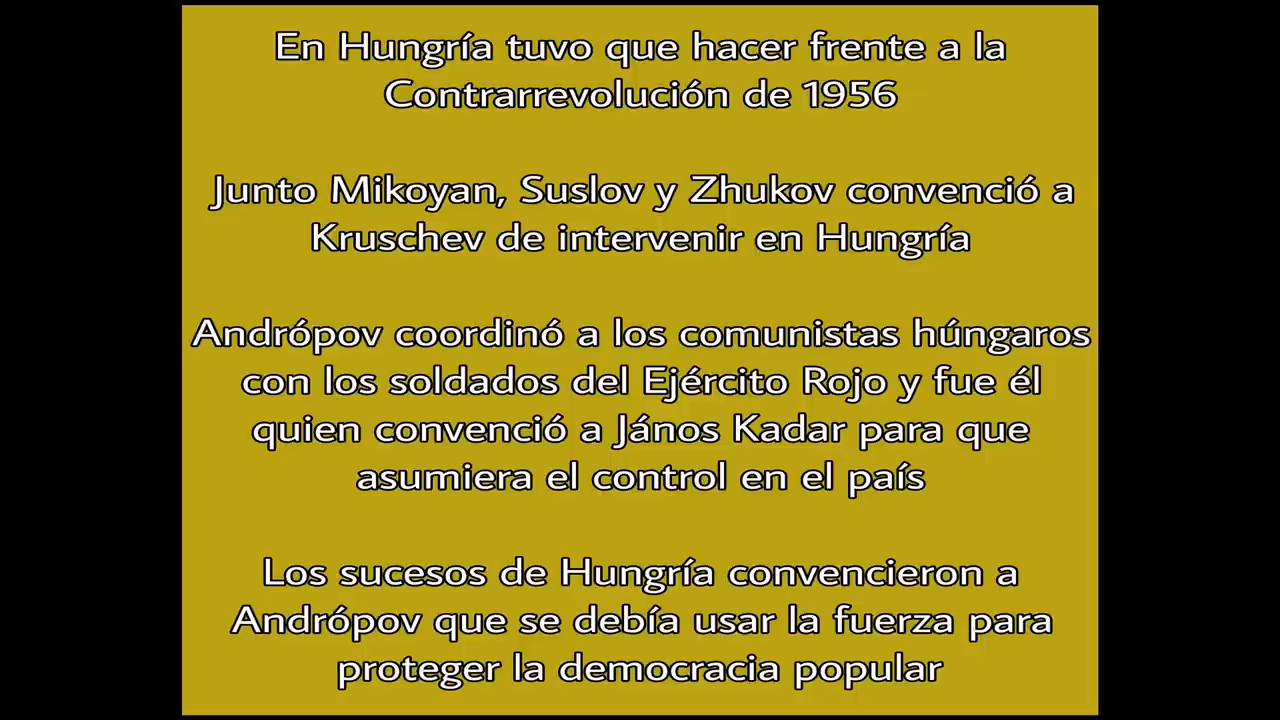 En Hungría tuvo que hacer frente a la
Contrarrevolución de 1956
Junto Mikoyan, Suslov y Zhukov convenció a
Kruschev de intervenir en Hungría
Andrópov coordinó a los comunistas húngaros
con los soldados del Ejército Rojo y fue él
quien convenció a János Kadar para que
asumiera el control en el país
Los sucesos de Hungría convencieron a
Andrópov que se debía usar la fuerza para
proteger la democracia popular